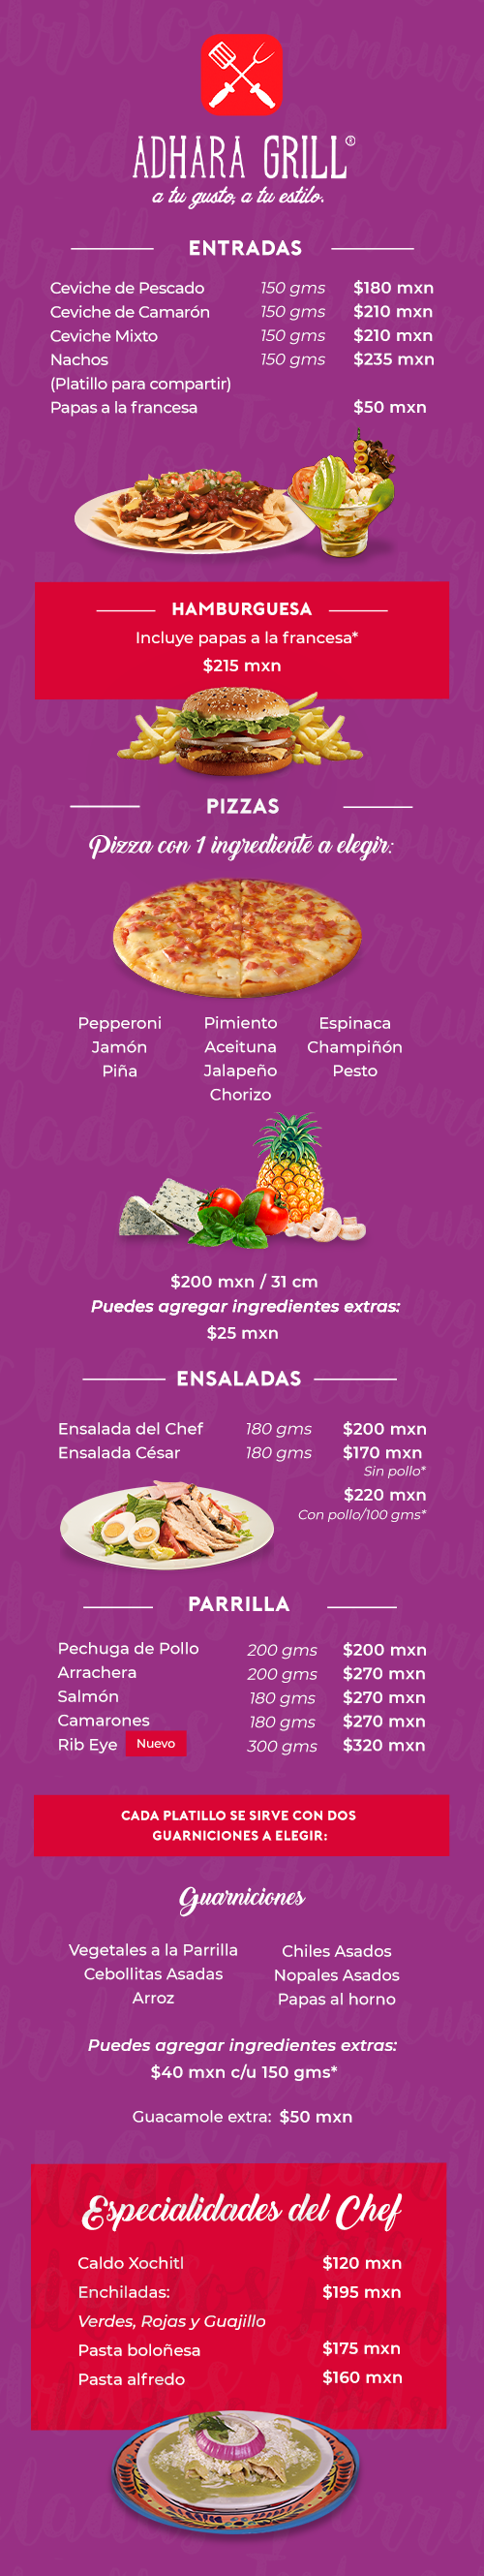 ADHARA GRILL®
a tu gusto, a tu estilo.
ENTRADAS
Ceviche de Pescado 150 gms $180 mxn
Ceviche de Camarón 150 gms $210 mxn
Ceviche Mixto 150 gms $210 mxn
Nachos 150 gms $235 mxn
(Platillo para compartir)
Papas a la francesa $50 mxn
HAMBURGUESA
Incluye papas a la francesa*
$215 mxn
PIZZAS
Pizza con 1 ingrediente a elegir:
Pepperoni Pimiento Espinaca
Jamón Aceituna Champiñón
Piña Jalapeño Pesto
Chorizo
$200 mxn / 31 cm
Puedes agregar ingredientes extras:
$25 mxn
ENSALADAS
Ensalada del Chef 180 gms $200 mxn
Ensalada César 180 gms $170 mxn
Sin pollo*
$220 mxn
Con pollo/100 gms*
PARRILLA
Pechuga de Pollo 200 gms $200 mxn
Arrachera 200 gms $270 mxn
Salmón 180 gms $270 mxn
Camarones 180 gms $270 mxn
Rib Eye Nuevo 300 gms $320 mxn
CADA PLATILLO SE SIRVE CON DOS
GUARNICIONES A ELEGIR:
Guarniciones
Vegetales a la Parrilla Chiles Asados
Cebollitas Asadas Nopales Asados
Arroz Papas al horno
Puedes agregar ingredientes extras:
$40 mxn c/u 150 gms*
Guacamole extra: $50 mxn
Especialidades del Chef
Caldo Xochitl $120 mxn
Enchiladas: $195 mxn
Verdes, Rojas y Guajillo
Pasta boloñesa $175 mxn
Pasta alfredo $160 mxn